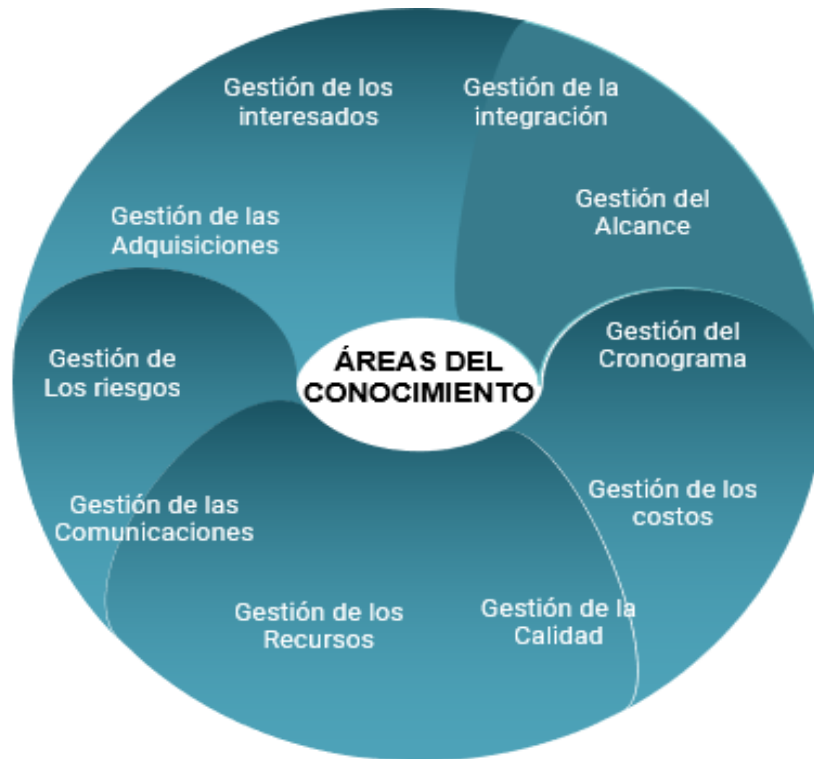 Gestión de los
interesados
Gestión de la
integración
Gestión de las
Adquisiciones
Gestión del
Alcance
Gestión de
Los riesgos
ÁREAS DEL
CONOCIMIENTO
Gestión del
Cronograma
Gestión de las
Comunicaciones
Gestión de los
costos
Gestión de los
Recursos
Gestión de la
Calidad